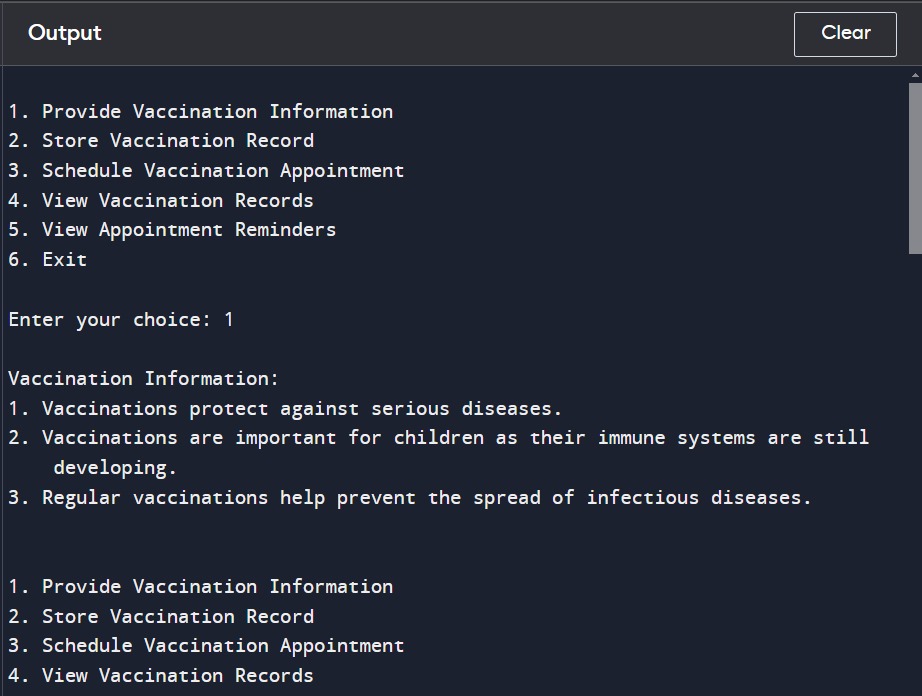 Output
Clear
1. Provide Vaccination Information
2. Store Vaccination Record
3. Schedule Vaccination Appointment
4. View Vaccination Records
5. View Appointment Reminders
6. Exit
Enter your choice: 1
Vaccination Information:
1. Vaccinations protect against serious diseases.
2. Vaccinations are important for children as their immune systems are still
developing.
3. Regular vaccinations help prevent the spread of infectious diseases.
1. Provide Vaccination Information
2. Store Vaccination Record
3. Schedule Vaccination Appointment
4. View Vaccination Records